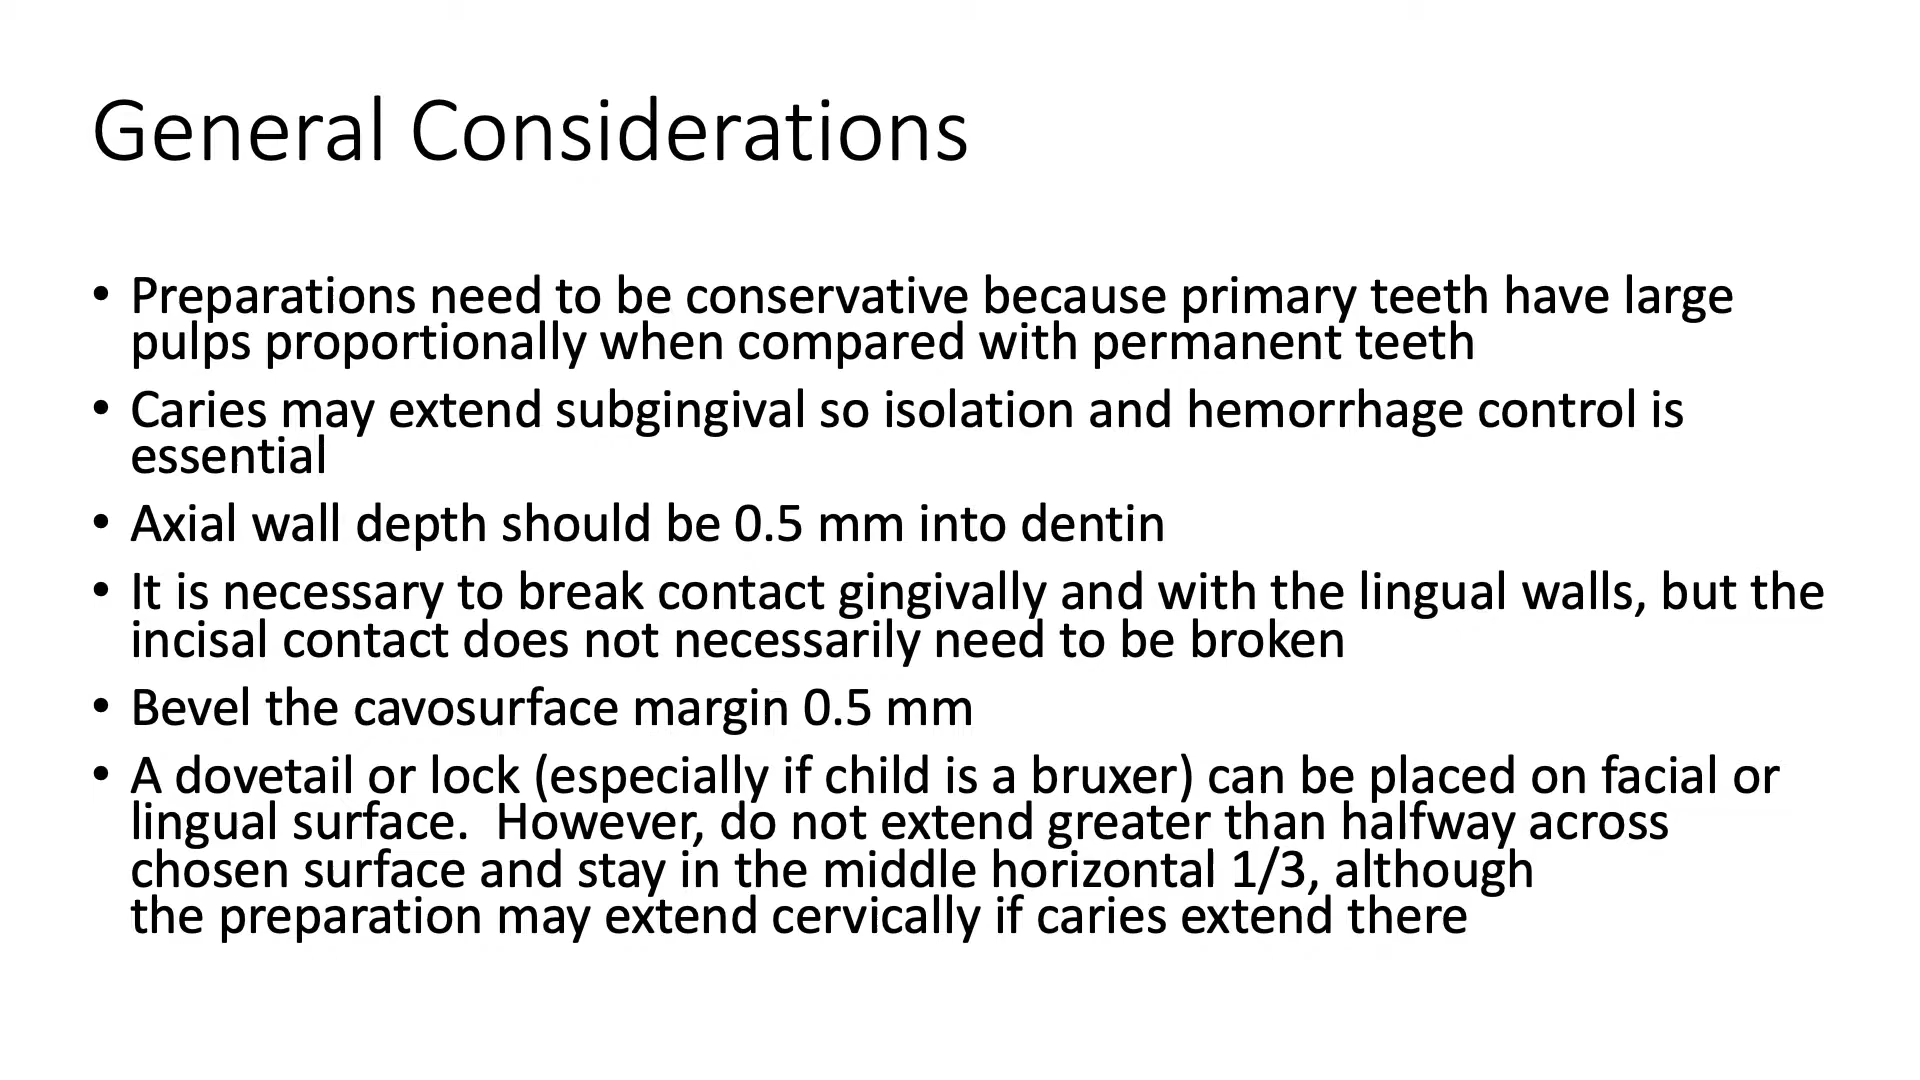 General Considerations
• Preparations need to be conservative because primary teeth have large
pulps proportionally when compared with permanent teeth
• Caries may extend subgingival so isolation and hemorrhage control is
essential
• Axial wall depth should be 0.5 mm into dentin
• It is necessary to break contact gingivally and with the lingual walls, but the
incisal contact does not necessarily need to be broken
• Bevel the cavosurface margin 0.5 mm
• A dovetail or lock (especially if child is a bruxer) can be placed on facial or
lingual surface.  However, do not extend greater than halfway across
chosen surface and stay in the middle horizontal 1/3, although
the preparation may extend cervically if caries extend there